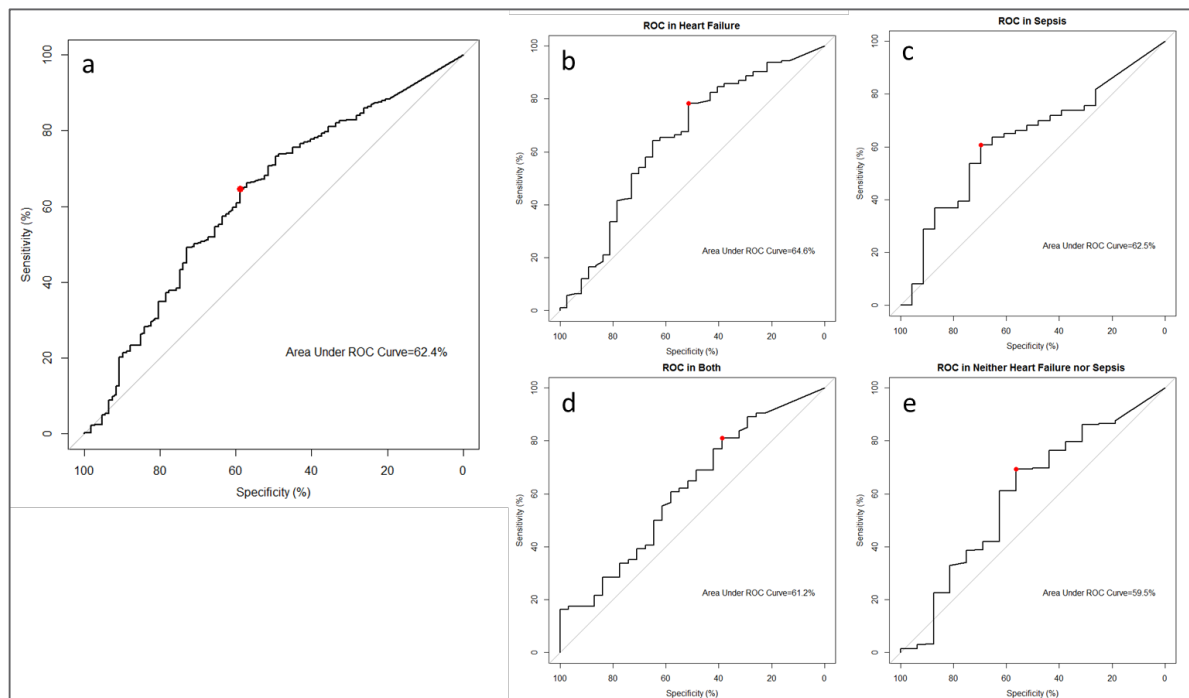 a
100
80
60
40
20
0
Sensitivity (%)
Area Under ROC Curve=62.4%
100 80 60 40 20 0
Specificity (%)
ROC in Heart Failure
b
100
80
60
40
20
0
Sensitivity (%)
Area Under ROC Curve=64.6%
100 80 60 40 20 0
Specificity (%)
ROC in Sepsis
c
100
80
60
40
20
0
Sensitivity (%)
Area Under ROC Curve=62.5%
100 80 60 40 20 0
Specificity (%)
ROC in Both
d
100
80
60
40
20
0
Sensitivity (%)
Area Under ROC Curve=61.2%
100 80 60 40 20 0
Specificity (%)
ROC in Neither Heart Failure nor Sepsis
e
100
80
60
40
20
0
Sensitivity (%)
Area Under ROC Curve=59.5%
100 80 60 40 20 0
Specificity (%)